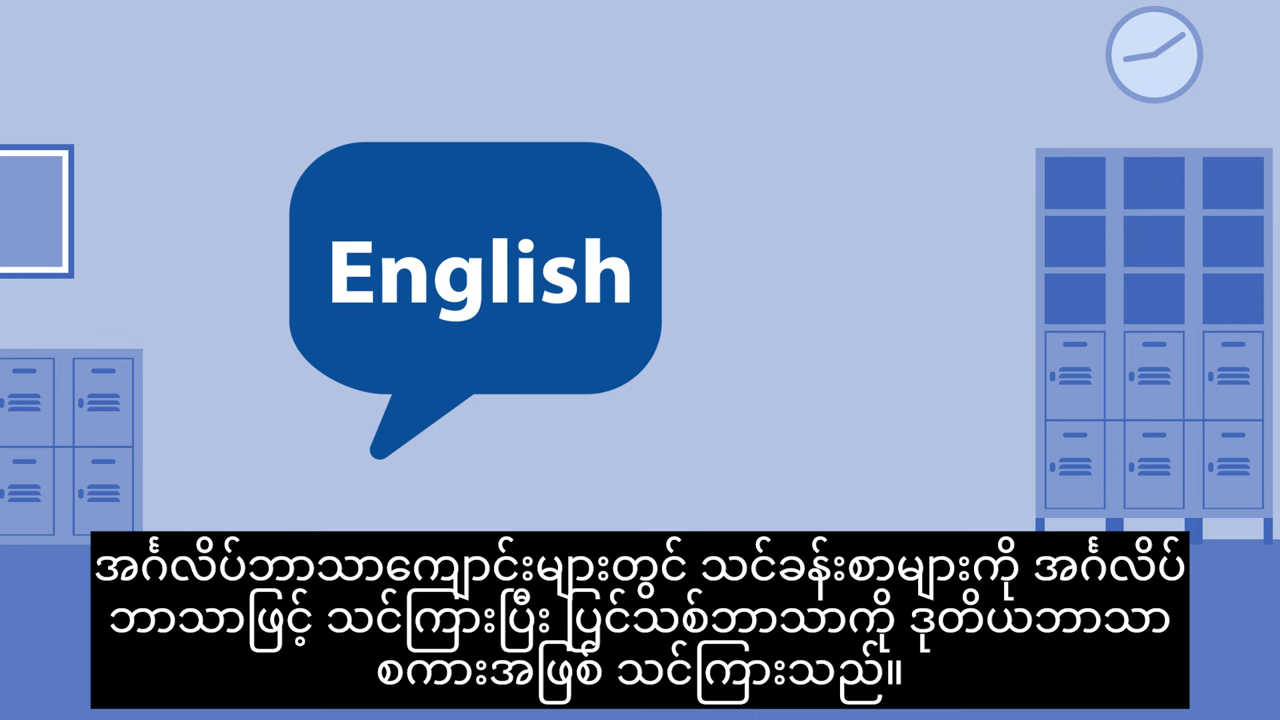 English
အင်္ဂလိပ်ဘာသာကျောင်းများတွင် သင်ခန်းစာများကို အင်္ဂလိပ်
ဘာသာဖြင့် သင်ကြားပြီး ပြင်သစ်ဘာသာကို ဒုတိယဘာသာ
စကားအဖြစ် သင်ကြားသည်။